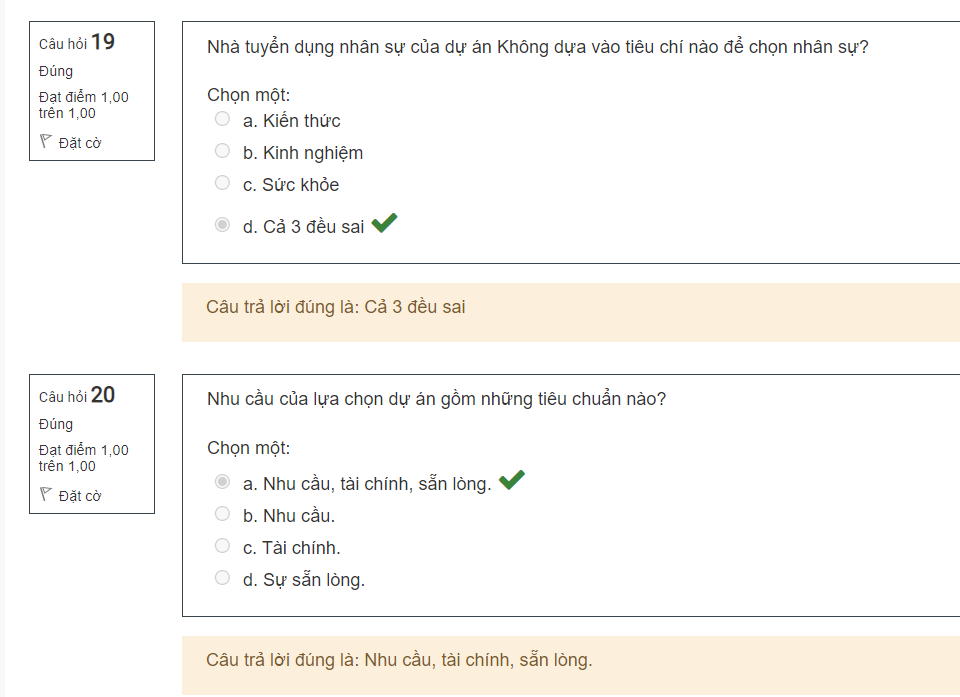 Câu hỏi 19
Đúng
Đạt điểm 1,00
trên 1,00
Đặt cờ
Nhà tuyển dụng nhân sự của dự án Không dựa vào tiêu chí nào để chọn nhân sự?
Chọn một:
a. Kiến thức
b. Kinh nghiệm
c. Sức khỏe
d. Cả 3 đều sai
Câu trả lời đúng là: Cả 3 đều sai
Câu hỏi 20
Đúng
Đạt điểm 1,00
trên 1,00
Đặt cờ
Nhu cầu của lựa chọn dự án gồm những tiêu chuẩn nào?
Chọn một:
a. Nhu cầu, tài chính, sẵn lòng.
b. Nhu cầu.
c. Tài chính.
d. Sự sẵn lòng.
Câu trả lời đúng là: Nhu cầu, tài chính, sẵn lòng.